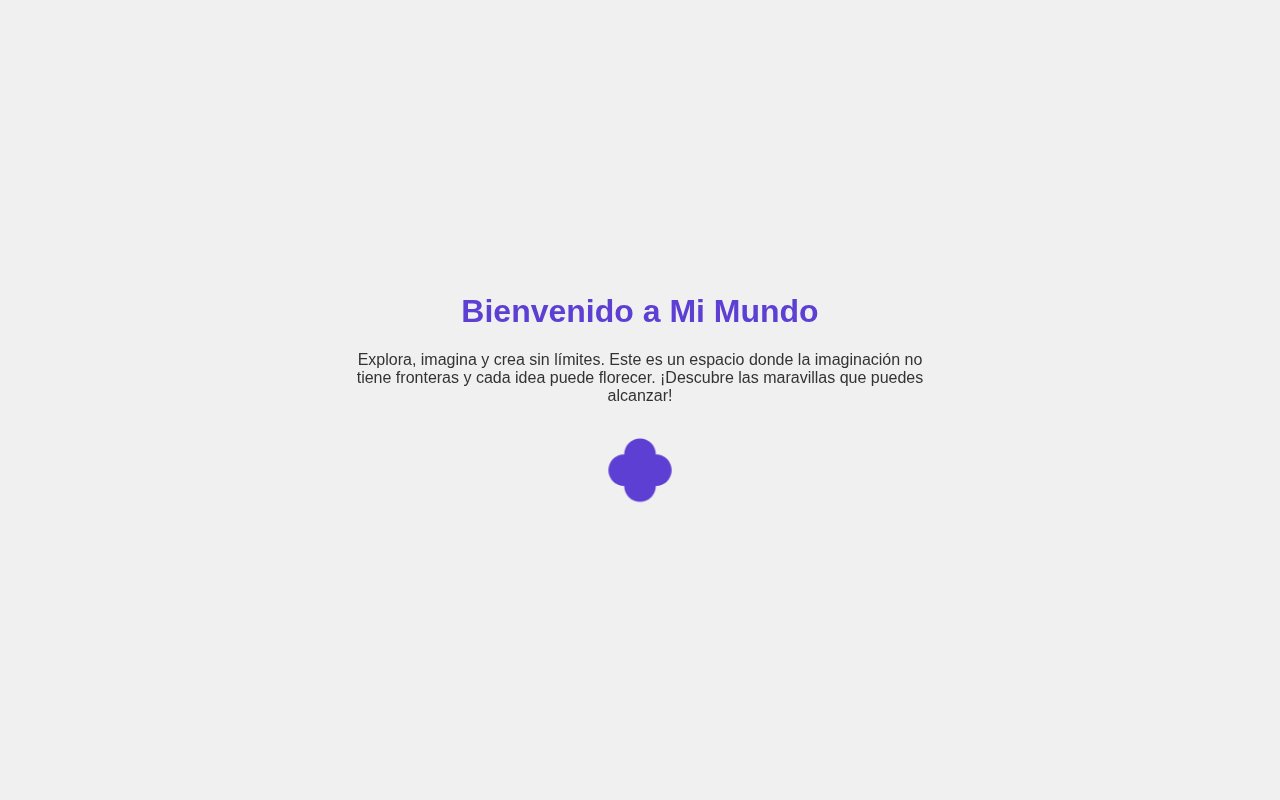 Bienvenido a Mi Mundo
Explora, imagina y crea sin límites. Este es un espacio donde la imaginación no
tiene fronteras y cada idea puede florecer. ¡Descubre las maravillas que puedes
alcanzar!